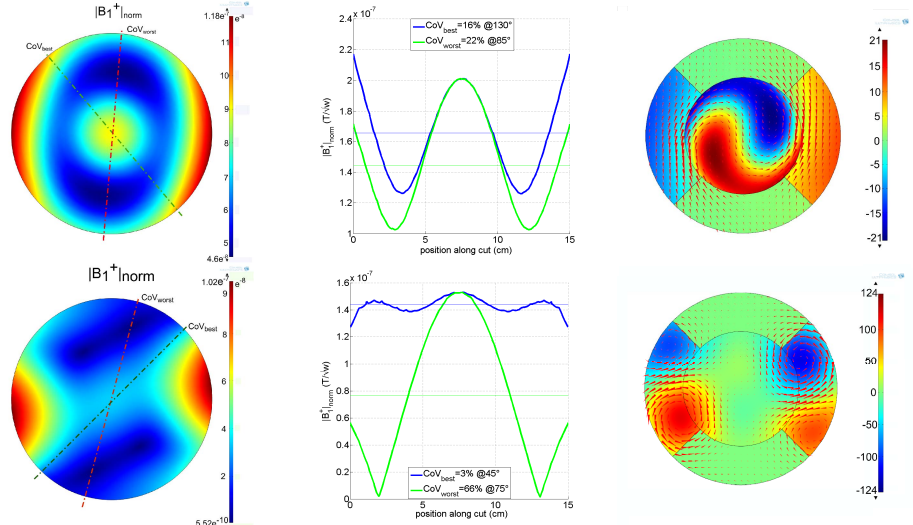 |B₁⁺|norm
1.18e⁻⁷ e⁻⁸
CoVworst
CoVbest
10
9
8
7
6
5
4.6e⁻⁸
x 10⁻⁷
2.4
2.2
2
1.8
1.6
1.4
1.2
1
|B₁⁺|norm (T/√w)
CoVbest=16% @130°
CoVworst=22% @85°
0 5 10 15
position along cut (cm)
21
15
10
5
0
-5
-10
-15
-21
|B₁⁺|norm
1.02e⁻⁷ e⁻⁸
CoVworst
CoVbest
9
8
6
4
2
5.52e⁻¹⁰
x 10⁻⁷
1.6
1.4
1.2
1
0.8
0.6
0.4
0.2
0
|B₁⁺|norm (T/√w)
CoVbest=3% @45°
CoVworst=66% @75°
0 5 10 15
position along cut (cm)
124
100
50
0
-50
-100
-124